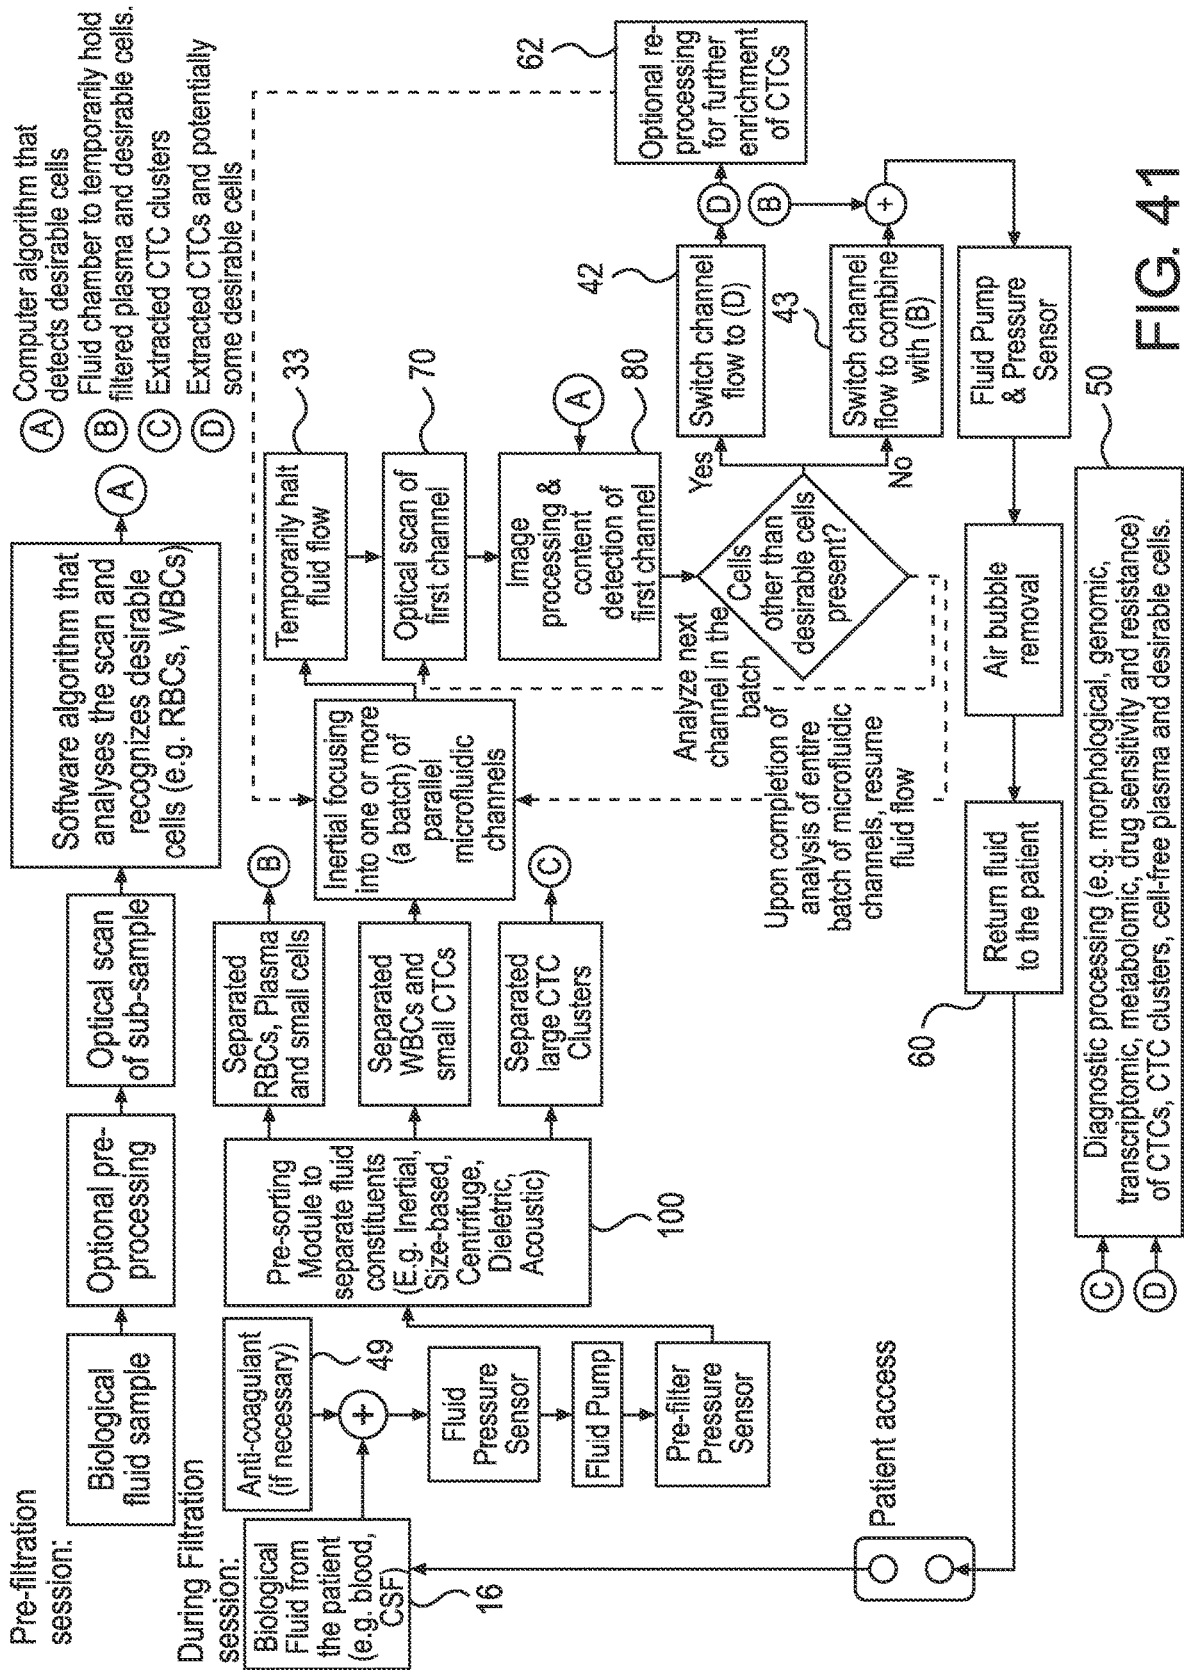 Pre-filtration
session:
Biological
fluid sample
Optional pre-
processing
Optical scan
of sub-sample
Software algorithm that
analyses the scan and
recognizes desirable
cells (e.g. RBCs, WBCs)
A
A Computer algorithm that
detects desirable cells
B Fluid chamber to temporarily hold
filtered plasma and desirable cells.
C Extracted CTC clusters
D Extracted CTCs and potentially
some desirable cells
During Filtration
session:
Biological
Fluid from
the patient
(e.g. blood,
CSF)
16
Anti-coagulant
(if necessary)
49
+
Fluid
Pressure
Sensor
Fluid Pump
Pre-filter
Pressure
Sensor
Pre-sorting
Module to
separate fluid
constituents
(E.g. Inertial,
Size-based,
Centrifuge,
Dieletric,
Acoustic)
100
Separated
RBCs, Plasma
and small cells
B
Separated
WBCs and
small CTCs
Separated
large CTC
Clusters
C
Inertial focusing
into one or more
(a batch) of
parallel
microfluidic
channels
Temporarily halt
fluid flow
33
Optical scan of
first channel
70
Image
processing &
content
detection of
first channel
A
80
Cells
other than
desirable cells
present?
Analyze next
channel in the
batch
Upon completion of
analysis of entire
batch of microfluidic
channels, resume
fluid flow
Yes
No
Switch channel
flow to (D)
42
D
Optional re-
processing
for further
enrichment
of CTCs
62
Switch channel
flow to combine
with (B)
43
B
+
Fluid Pump
& Pressure
Sensor
Air bubble
removal
Return fluid
to the patient
60
Patient access
C
D
Diagnostic processing (e.g. morphological, genomic,
transcriptomic, metabolomic, drug sensitivity and resistance)
of CTCs, CTC clusters, cell-free plasma and desirable cells.
50
FIG. 41